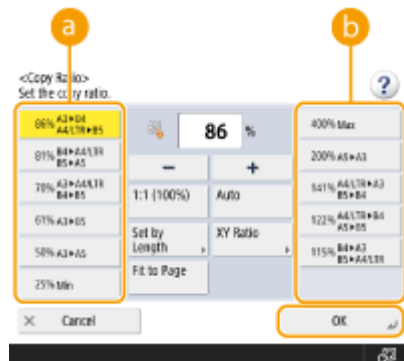 a
b
<Copy Ratio>
Set the copy ratio.
?
86% A3▸B4
A4/LTR▸B5
81% B4▸A4/LTR
B5▸A5
70% A3▸A4/LTR
B4▸B5
61% A3▸B5
50% A3▸A5
25% Min
86 %
−
+
1:1 (100%)
Auto
Set by
Length
XY Ratio
Fit to Page
400% Max
200% A5▸A3
141% A4/LTR▸A3
B5▸B4
122% A4/LTR▸B4
A5▸B5
115% B4▸A3
B5▸A4/LTR
× Cancel
OK